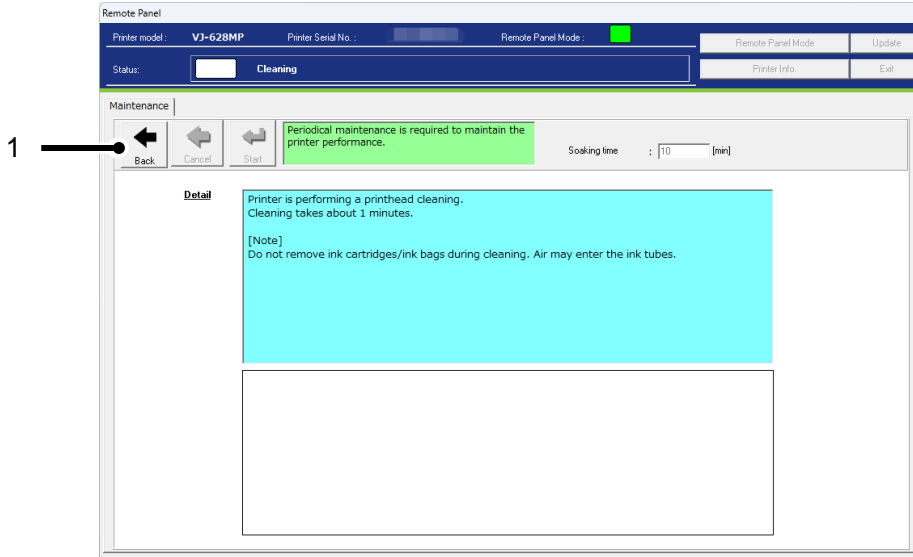 Remote Panel
Printer model : VJ-628MP Printer Serial No. : Remote Panel Mode :
Remote Panel Mode Update
Status: Cleaning
Printer Info. Exit
Maintenance
1
Back Cancel Start
Periodical maintenance is required to maintain the
printer performance.
Soaking time : 10 [min]
Detail
Printer is performing a printhead cleaning.
Cleaning takes about 1 minutes.
[Note]
Do not remove ink cartridges/ink bags during cleaning. Air may enter the ink tubes.